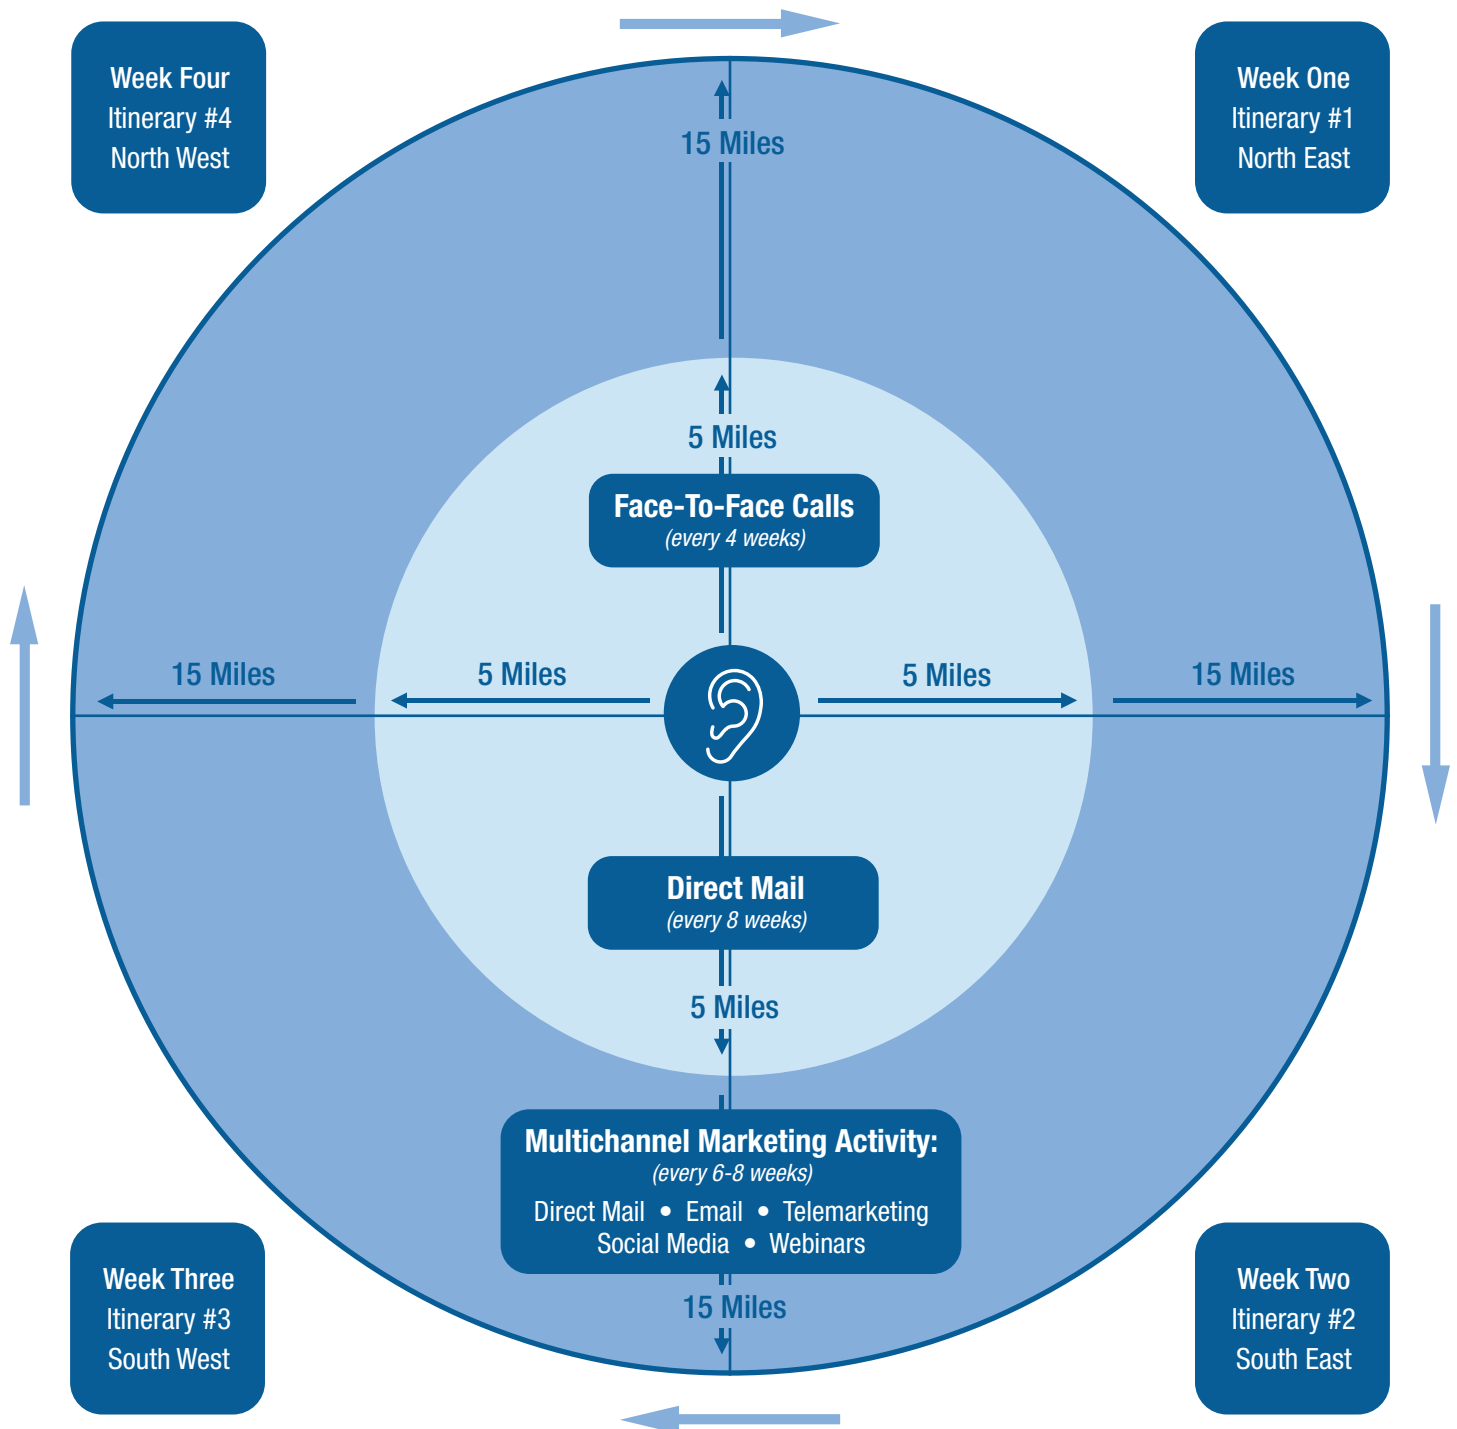 Week Four
Itinerary #4
North West
Week One
Itinerary #1
North East
15 Miles
5 Miles
Face-To-Face Calls
(every 4 weeks)
15 Miles
5 Miles
5 Miles
15 Miles
Direct Mail
(every 8 weeks)
5 Miles
Multichannel Marketing Activity:
(every 6-8 weeks)
Direct Mail • Email • Telemarketing
Social Media • Webinars
15 Miles
Week Three
Itinerary #3
South West
Week Two
Itinerary #2
South East